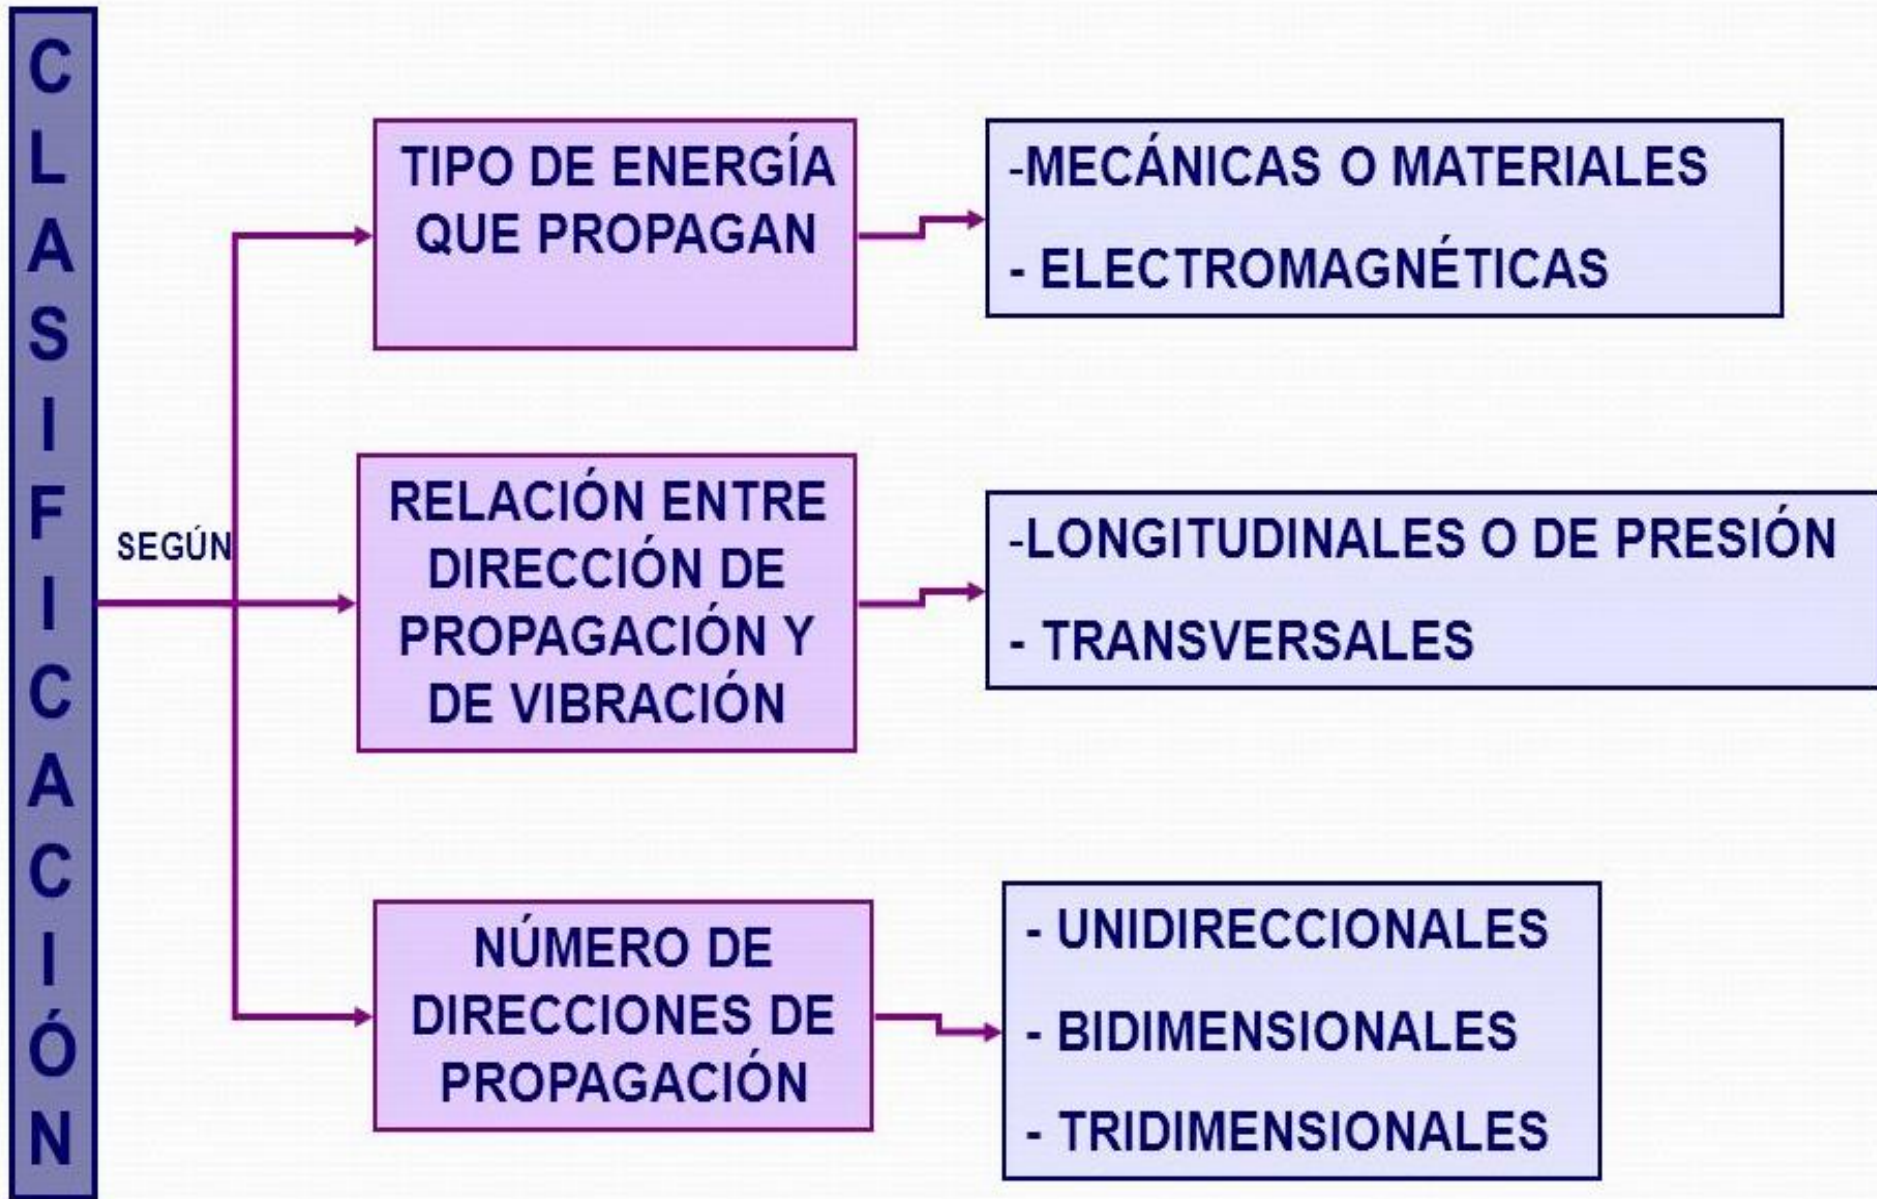 CLASIFICACIÓN
SEGÚN
TIPO DE ENERGÍA
QUE PROPAGAN
-MECÁNICAS O MATERIALES
- ELECTROMAGNÉTICAS
RELACIÓN ENTRE
DIRECCIÓN DE
PROPAGACIÓN Y
DE VIBRACIÓN
-LONGITUDINALES O DE PRESIÓN
- TRANSVERSALES
NÚMERO DE
DIRECCIONES DE
PROPAGACIÓN
- UNIDIRECCIONALES
- BIDIMENSIONALES
- TRIDIMENSIONALES